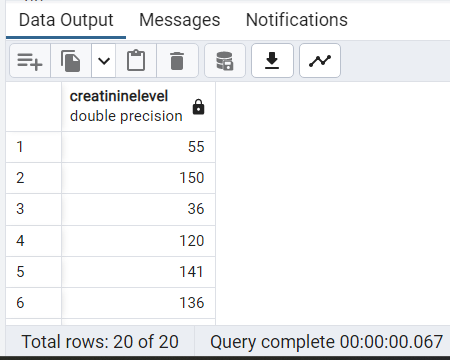 Data Output Messages Notifications
creatininelevel
double precision
1 55
2 150
3 36
4 120
5 141
6 136
Total rows: 20 of 20 Query complete 00:00:00.067